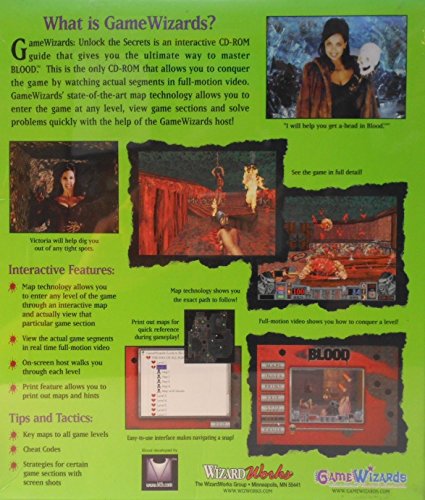 What is GameWizards?
GameWizards: Unlock the Secrets is an interactive CD-ROM
guide that gives you the ultimate way to master
BLOOD.™ This is the only CD-ROM that allows you to conquer
the game by watching actual segments in full-motion video.
GameWizards' state-of-the-art map technology allows you to
enter the game at any level, view game sections and solve
problems quickly with the help of the GameWizards host!
"I will help you get a-head in Blood."
See the game in full detail!
Victoria will help dig you
out of any tight spots.
Interactive Features:
Map technology allows you
to enter any level of the game
through an interactive map
and actually view that
particular game section
View the actual game segments
in real time full-motion video
On-screen host walks you
through each level
Print feature allows you to
print out maps and hints
Tips and Tactics:
Key maps to all game levels
Cheat Codes
Strategies for certain
game sections with
screen shots
Map technology shows you
the exact path to follow!
Print out maps for
quick reference
during gameplay!
Full-motion video shows you how to conquer a level!
BLOOD
Easy-to-use interface makes navigating a snap!
Blood developed by
WIZARDWorks
The WizardWorks Group • Minneapolis, MN 55441
WWW.WIZWORKS.COM
GAMEWIZARDS
WWW.GAMEWIZARDS.COM